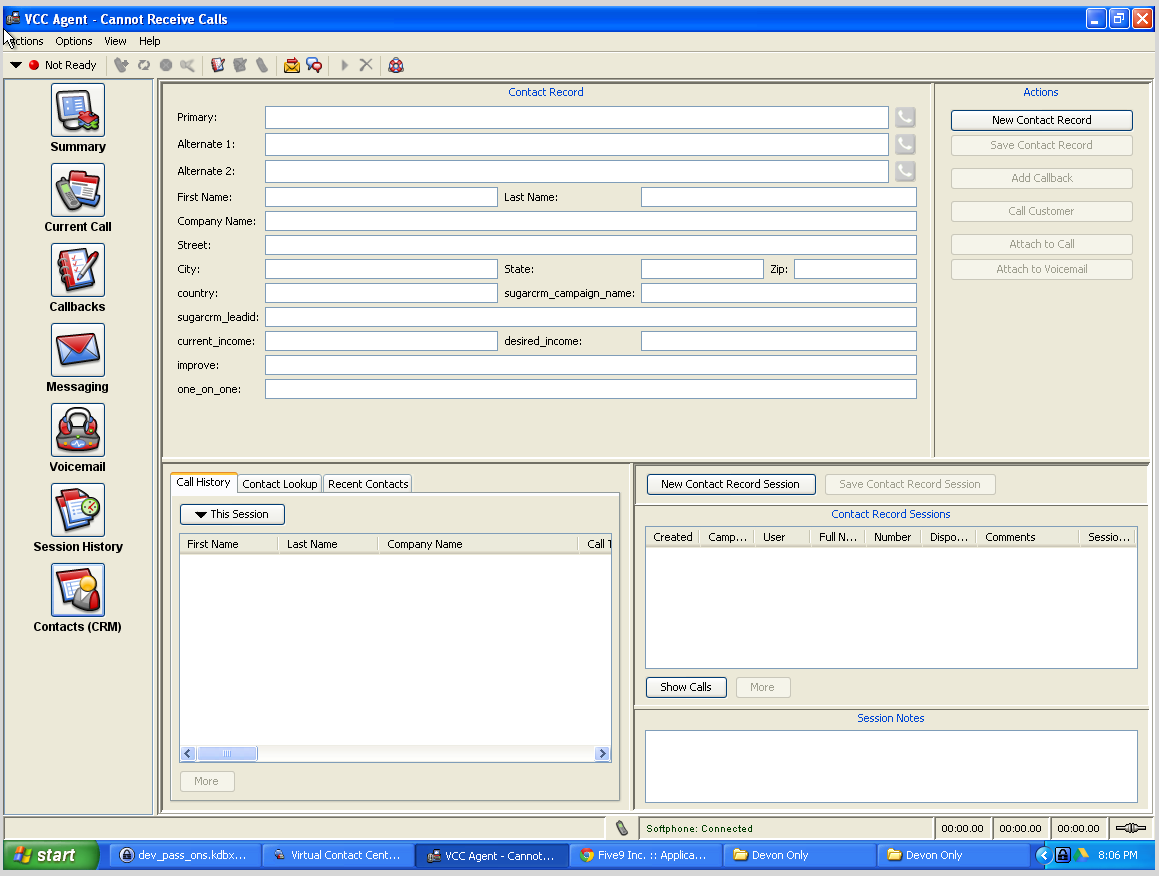 VCC Agent - Cannot Receive Calls
Actions Options View Help
Not Ready
Summary
Current Call
Callbacks
Messaging
Voicemail
Session History
Contacts (CRM)
Contact Record
Primary:
Alternate 1:
Alternate 2:
First Name: Last Name:
Company Name:
Street:
City: State: Zip:
country: sugarcrm_campaign_name:
sugarcrm_leadid:
current_income: desired_income:
improve:
one_on_one:
Actions
New Contact Record
Save Contact Record
Add Callback
Call Customer
Attach to Call
Attach to Voicemail
Call History Contact Lookup Recent Contacts
This Session
First Name Last Name Company Name Call T
More
New Contact Record Session Save Contact Record Session
Contact Record Sessions
Created Camp... User Full N... Number Dispo... Comments Sessio...
Show Calls More
Session Notes
Softphone: Connected 00:00.00 00:00.00 00:00.00
start dev_pass_ons.kdbx... Virtual Contact Cent... VCC Agent - Cannot... Five9 Inc. :: Applica... Devon Only Devon Only 8:06 PM